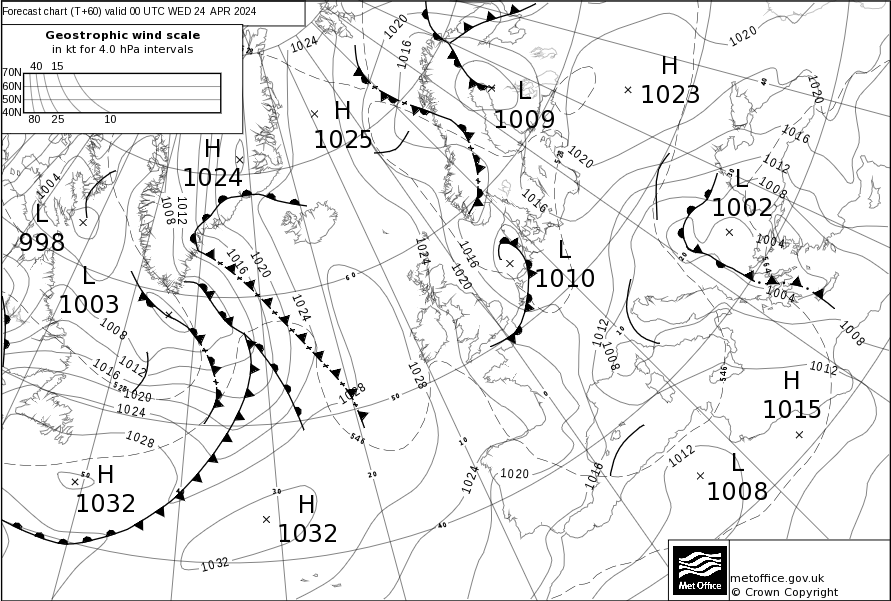 Forecast chart (T+60) valid 00 UTC WED 24 APR 2024
Geostrophic wind scale
in kt for 4.0 hPa intervals
40 15
70N
60N
50N
40N
80 25 10
1024
1020
1016
1020
H
1023
L
1009
H
1025
40
1020
1016
1012
1008
H
1024
528
1020
1004
L
998
1012
1008
1016
L
1002
1004
564
1016
1020
1024
1016
1020
L
1010
60
20
1004
L
1003
1008
1024
1012
1008
10
1008
1016
1012
528
1020
1024
1028
1028
1028
50
0
546
1012
H
1015
546
10
1012
L
1008
1016
1020
1024
20
50
H
1032
30
H
1032
40
1032
Met Office
metoffice.gov.uk
© Crown Copyright